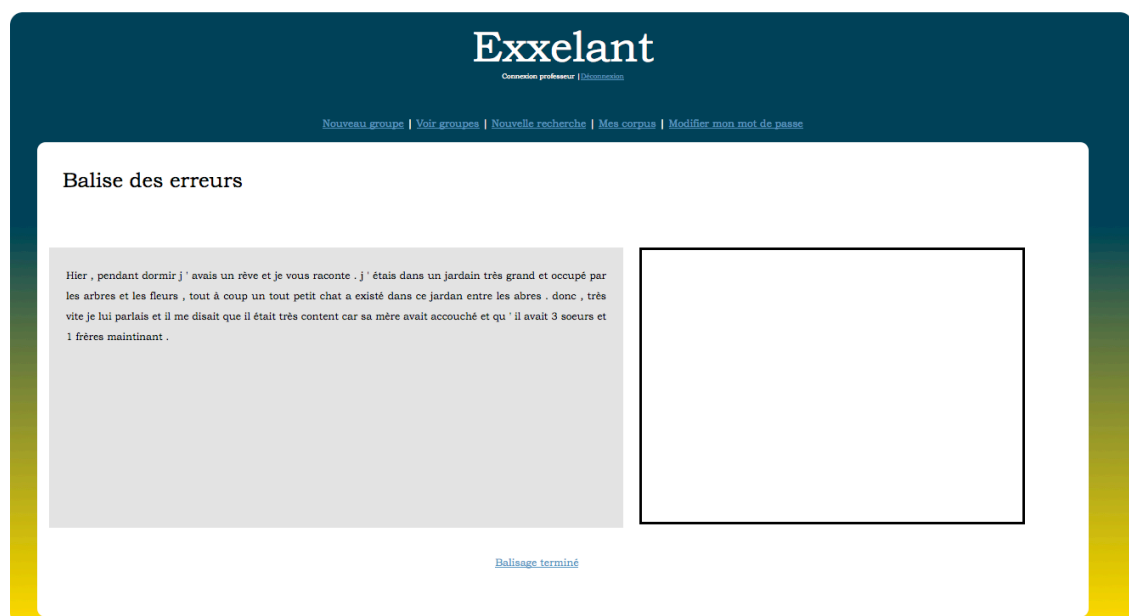 Exxelant
Connexion professeur | Déconnexion
Nouveau groupe | Voir groupes | Nouvelle recherche | Mes corpus | Modifier mon mot de passe
Balise des erreurs
Hier , pendant dormir j ' avais un rêve et je vous raconte . j ' étais dans un jardain très grand et occupé par
les arbres et les fleurs , tout à coup un tout petit chat a existé dans ce jardan entre les abres . donc , très
vite je lui parlais et il me disait que il était très content car sa mère avait accouché et qu ' il avait 3 soeurs et
1 frères maintinant .
Balisage terminé